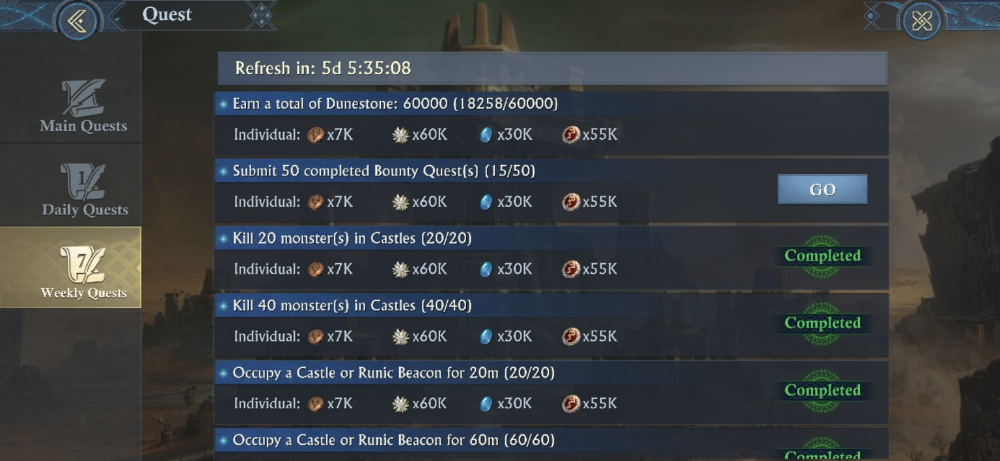 Quest
Main Quests
1
Daily Quests
7
Weekly Quests
Refresh in: 5d 5:35:08
Earn a total of Dunestone: 60000 (18258/60000)
Individual: x7K x60K x30K x55K
Submit 50 completed Bounty Quest(s) (15/50)
Individual: x7K x60K x30K x55K
GO
Kill 20 monster(s) in Castles (20/20)
Individual: x7K x60K x30K x55K
Completed
Kill 40 monster(s) in Castles (40/40)
Individual: x7K x60K x30K x55K
Completed
Occupy a Castle or Runic Beacon for 20m (20/20)
Individual: x7K x60K x30K x55K
Completed
Occupy a Castle or Runic Beacon for 60m (60/60)
Completed